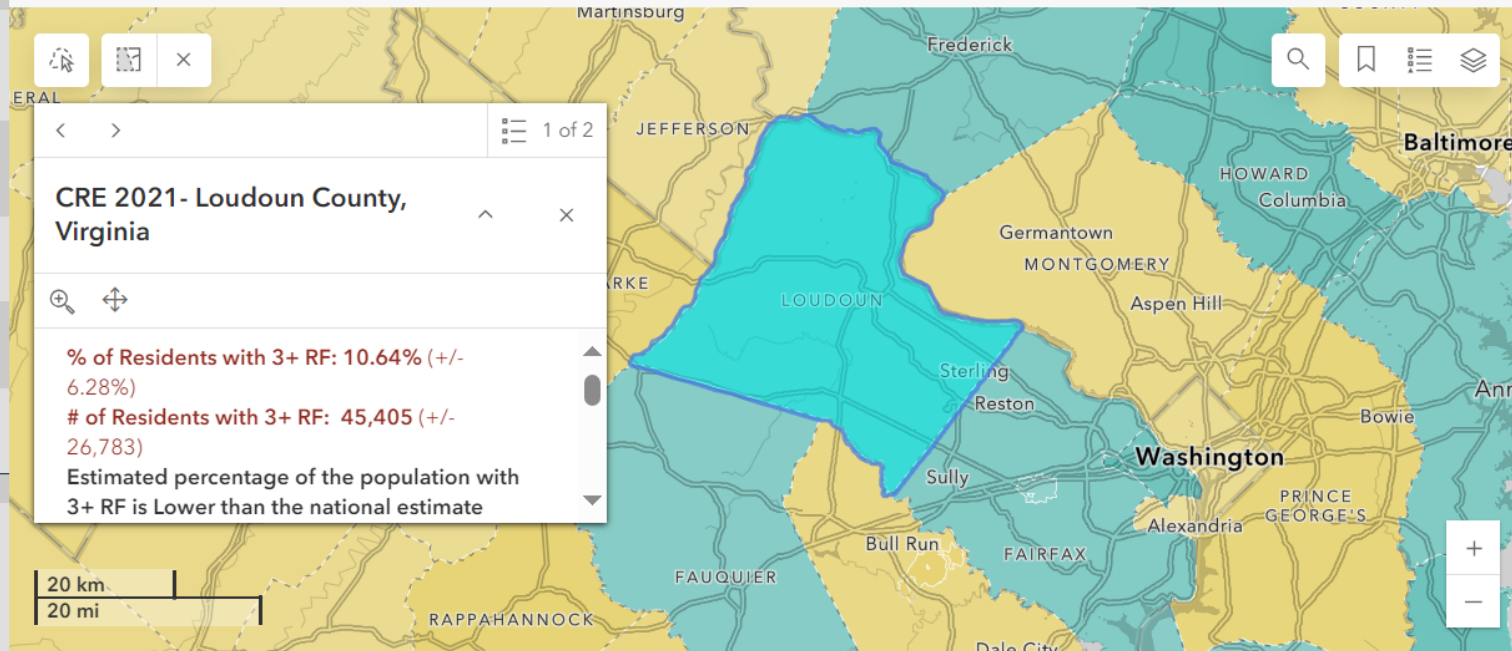 Martinsburg
Frederick
ERAL
JEFFERSON
Baltimore
1 of 2
HOWARD
Columbia
CRE 2021- Loudoun County,
Virginia
Germantown
MONTGOMERY
ARKE
LOUDOUN
Aspen Hill
% of Residents with 3+ RF: 10.64% (+/-
6.28%)
# of Residents with 3+ RF: 45,405 (+/-
26,783)
Estimated percentage of the population with
3+ RF is Lower than the national estimate
Sterling
Reston
Ann
Bowie
Washington
Sully
PRINCE
GEORGE'S
Alexandria
Bull Run
FAIRFAX
FAUQUIER
20 km
20 mi
RAPPAHANNOCK
Dale City